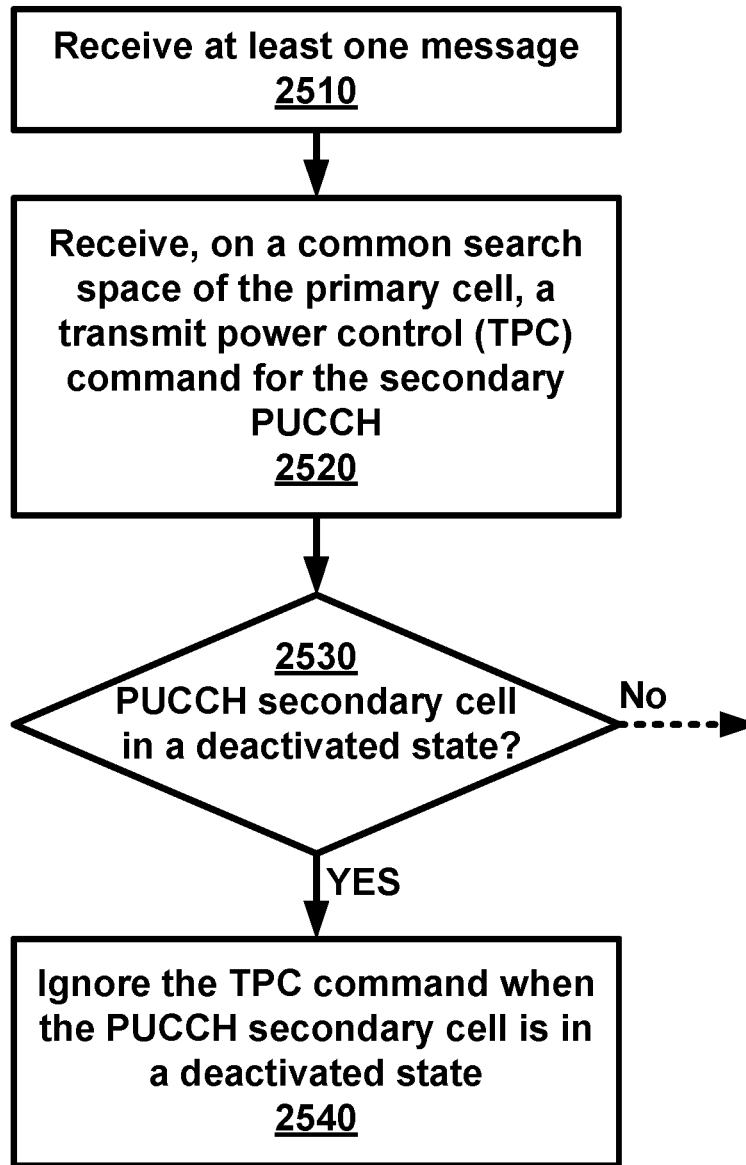 Receive at least one message
2510
Receive, on a common search
space of the primary cell, a
transmit power control (TPC)
command for the secondary
PUCCH
2520
2530
PUCCH secondary cell
in a deactivated state?
No
YES
Ignore the TPC command when
the PUCCH secondary cell is in
a deactivated state
2540